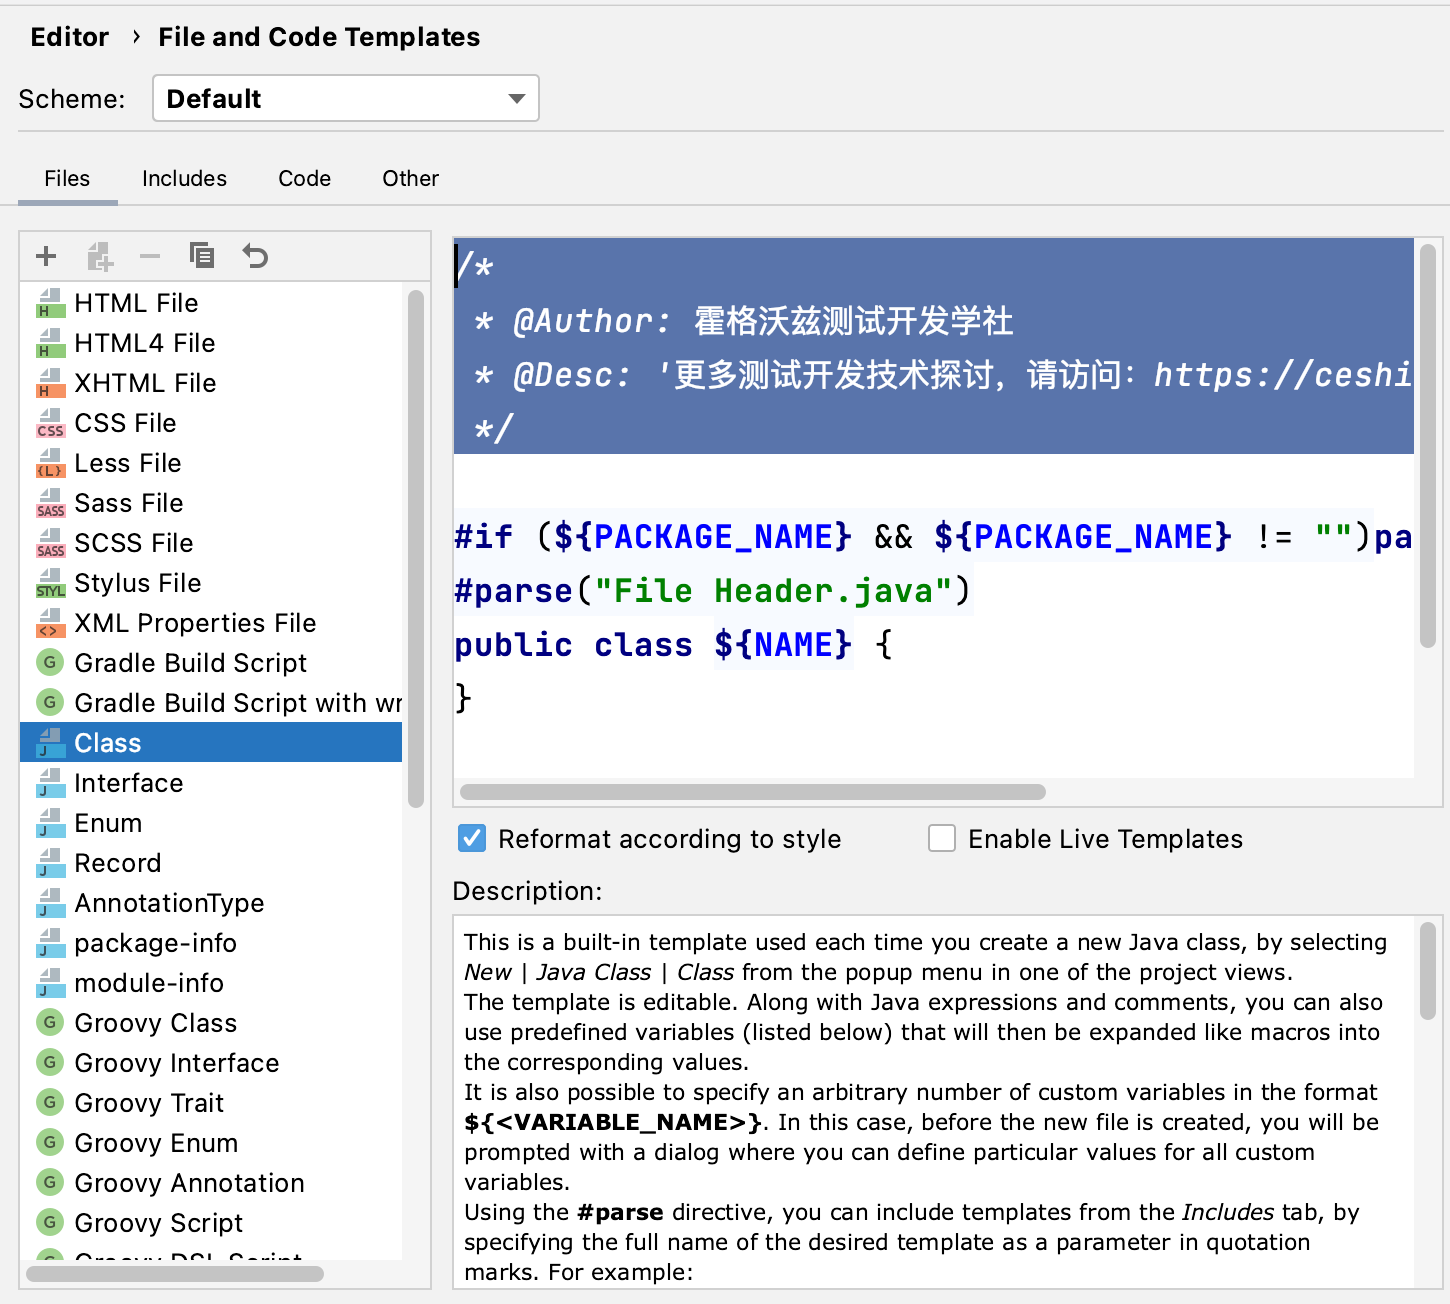 Editor › File and Code Templates
Scheme: Default
Files Includes Code Other
HTML File
HTML4 File
XHTML File
CSS File
Less File
Sass File
SCSS File
Stylus File
XML Properties File
Gradle Build Script
Gradle Build Script with wr
Class
Interface
Enum
Record
AnnotationType
package-info
module-info
Groovy Class
Groovy Interface
Groovy Trait
Groovy Enum
Groovy Annotation
Groovy Script
Groovy DSL Script
/*
* @Author: 霍格沃兹测试开发学社
* @Desc: '更多测试开发技术探讨，请访问：https://ceshi
*/
#if (${PACKAGE_NAME} && ${PACKAGE_NAME} != "")pa
#parse("File Header.java")
public class ${NAME} {
}
Reformat according to style
Enable Live Templates
Description:
This is a built-in template used each time you create a new Java class, by selecting
New | Java Class | Class from the popup menu in one of the project views.
The template is editable. Along with Java expressions and comments, you can also
use predefined variables (listed below) that will then be expanded like macros into
the corresponding values.
It is also possible to specify an arbitrary number of custom variables in the format
${<VARIABLE_NAME>}. In this case, before the new file is created, you will be
prompted with a dialog where you can define particular values for all custom
variables.
Using the #parse directive, you can include templates from the Includes tab, by
specifying the full name of the desired template as a parameter in quotation
marks. For example: